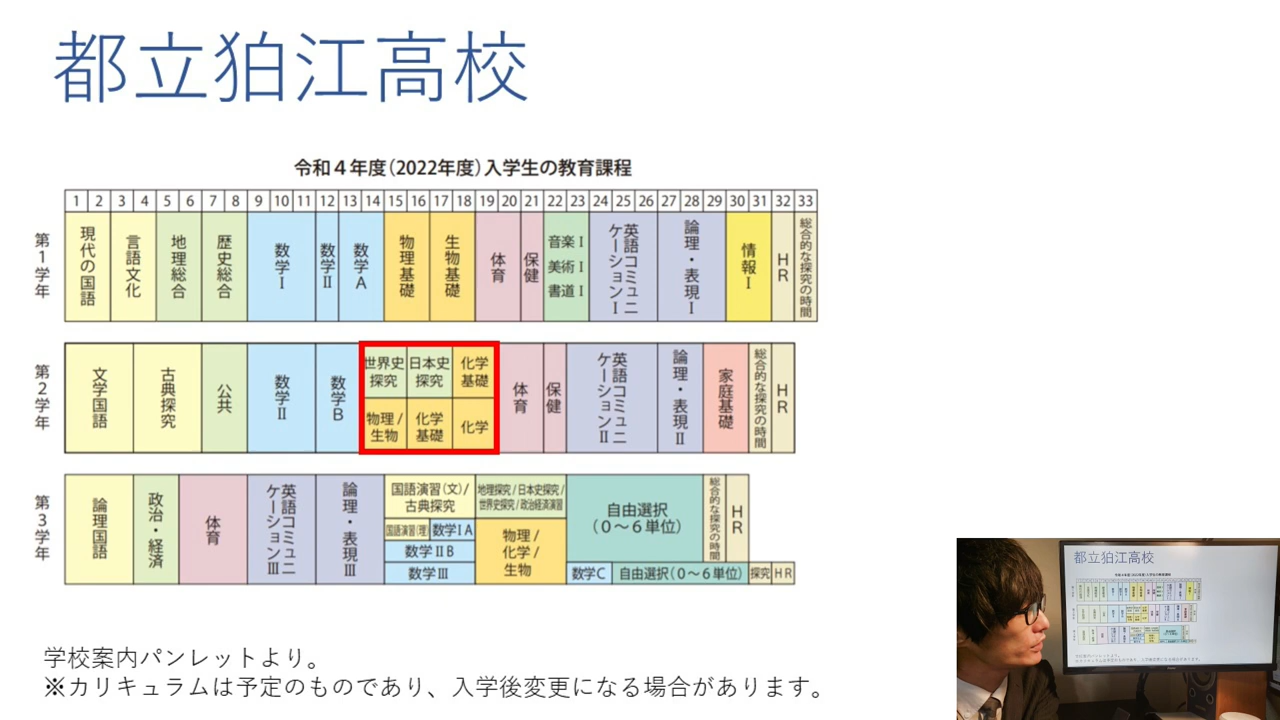 都立狛江高校
令和４年度（2022年度）入学生の教育課程
1 2 3 4 5 6 7 8 9 10 11 12 13 14 15 16 17 18 19 20 21 22 23 24 25 26 27 28 29 30 31 32 33
第１学年
現代の国語
言語文化
地理総合
歴史総合
数学Ⅰ
数学Ⅱ
数学A
物理基礎
生物基礎
体育
保健
音楽Ⅰ
美術Ⅰ
書道Ⅰ
英語コミュニ
ケーションⅠ
論理・表現Ⅰ
情報Ⅰ
HR
総合的な探究の時間
第２学年
文学国語
古典探究
公共
数学Ⅱ
数学B
世界史
探究
日本史
探究
化学
基礎
物理/
生物
化学
基礎
化学
体育
保健
英語コミュニ
ケーションⅡ
論理・表現Ⅱ
家庭基礎
総合的な探究の時間
HR
第３学年
論理国語
政治・経済
体育
英語コミュニ
ケーションⅢ
論理・表現Ⅲ
国語演習（文）/
古典探究
国語演習（理）
数学ⅠA
数学ⅡB
数学Ⅲ
地理探究/日本史探究/
世界史探究/政治経済演習
物理/
化学/
生物
自由選択
（０～６単位）
総合的な探究の時間
HR
数学C
自由選択（０～６単位）
探究
HR
学校案内パンレットより。
※カリキュラムは予定のものであり、入学後変更になる場合があります。
都立狛江高校